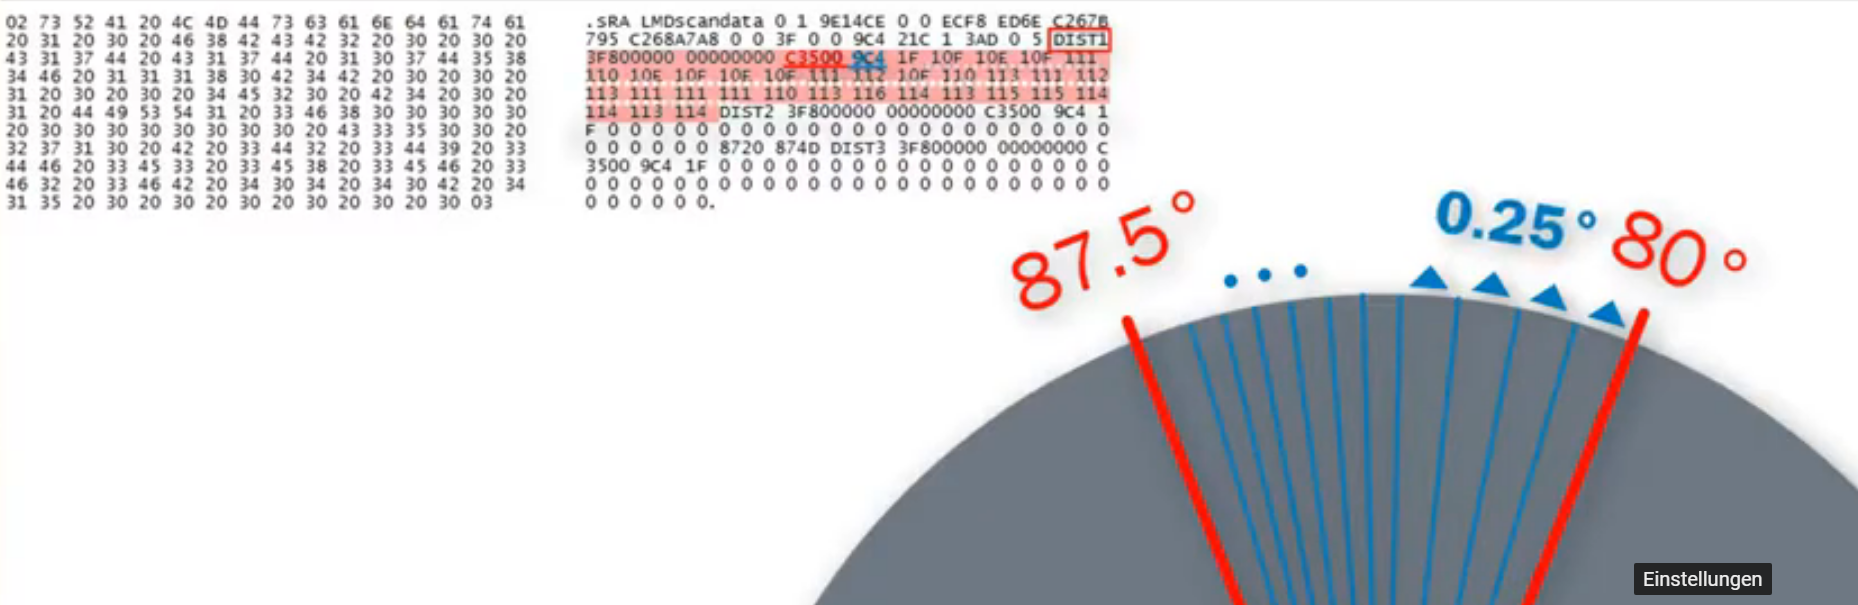 02 73 52 41 20 4C 4D 44 73 63 61 6E 64 61 74 61
20 31 20 30 20 46 38 42 43 42 32 20 30 20 30 20
43 31 37 44 20 43 31 37 44 20 31 30 37 44 35 38
34 46 20 31 31 31 38 30 42 34 42 20 30 20 30 20
31 20 30 20 30 20 34 45 32 30 20 42 34 20 30 20
31 20 44 49 53 54 31 20 33 46 38 30 30 30 30 30
20 30 30 30 30 30 30 30 30 20 43 33 35 30 30 20
32 37 31 30 20 42 20 33 44 32 20 33 44 39 20 33
44 46 20 33 45 33 20 33 45 38 20 33 45 46 20 33
46 32 20 33 46 42 20 34 30 34 20 34 30 42 20 34
31 35 20 30 20 30 20 30 20 30 20 30 20 30 03
.sRA LMDscandata 0 1 9E14CE 0 0 ECF8 ED6E C267B
795 C268A7A8 0 0 3F 0 0 9C4 21C 1 3AD 0 5 DIST1
3F800000 00000000 C3500 9C4 1F 10F 10E 10F 111
110 10E 10F 10E 10F 111 112 10F 110 113 111 112
113 111 111 111 110 113 116 114 113 115 115 114
114 113 114 DIST2 3F800000 00000000 C3500 9C4 1
F 0 0 0 0 0 0 0 0 0 0 0 0 0 0 0 0 0 0 0 0 0 0 0
0 0 0 0 0 0 8720 874D DIST3 3F800000 00000000 C
3500 9C4 1F 0 0 0 0 0 0 0 0 0 0 0 0 0 0 0 0 0 0
0 0 0 0 0 0 0 0 0 0 0 0 0 0 0 0 0 0 0 0 0 0 0 0
0 0 0 0 0 0.
87.5°
0.25° 80°
Einstellungen